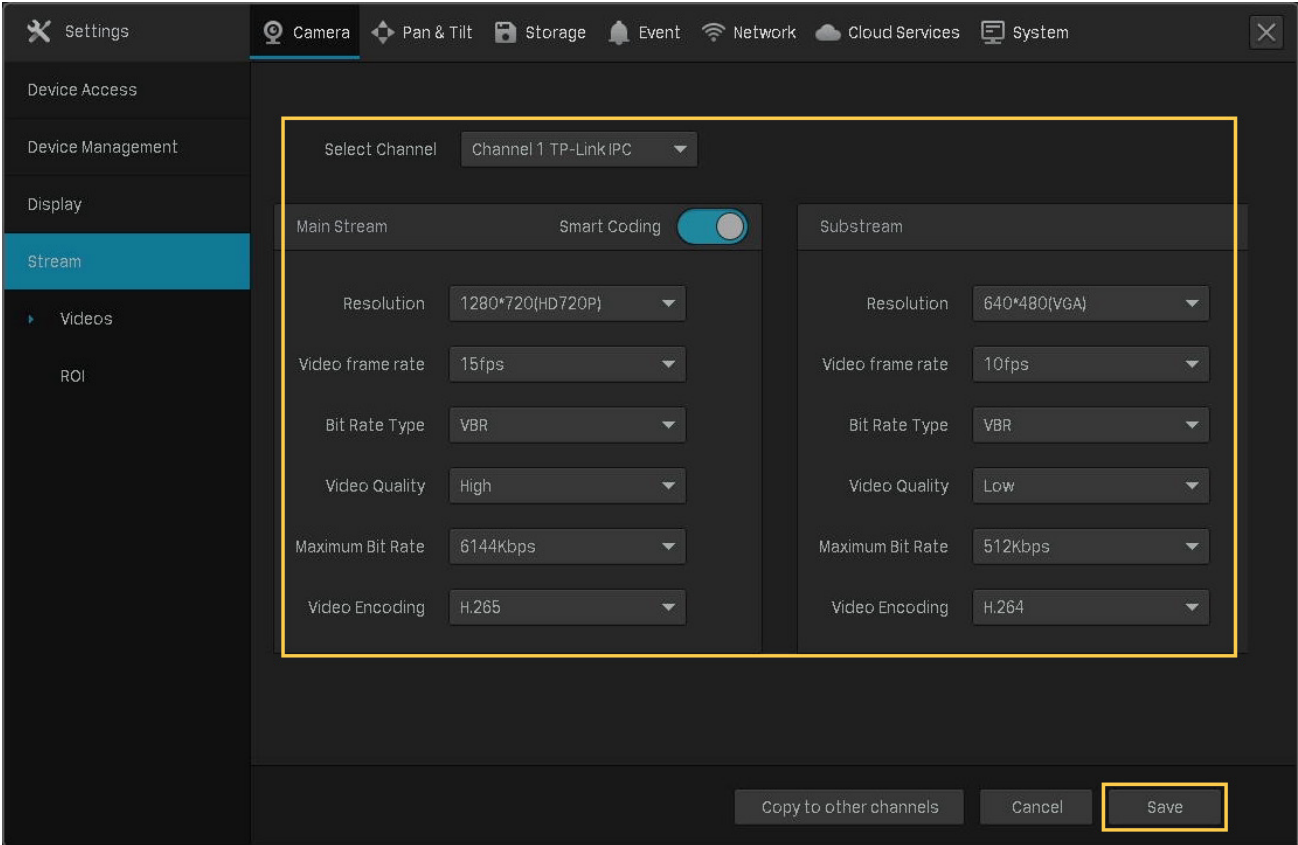 Settings
Camera Pan & Tilt Storage Event Network Cloud Services System
Device Access
Device Management
Display
Stream
Videos
ROI
Select Channel Channel 1 TP-Link IPC
Main Stream Smart Coding
Resolution 1280*720(HD720P)
Video frame rate 15fps
Bit Rate Type VBR
Video Quality High
Maximum Bit Rate 6144Kbps
Video Encoding H.265
Substream
Resolution 640*480(VGA)
Video frame rate 10fps
Bit Rate Type VBR
Video Quality Low
Maximum Bit Rate 512Kbps
Video Encoding H.264
Copy to other channels Cancel Save